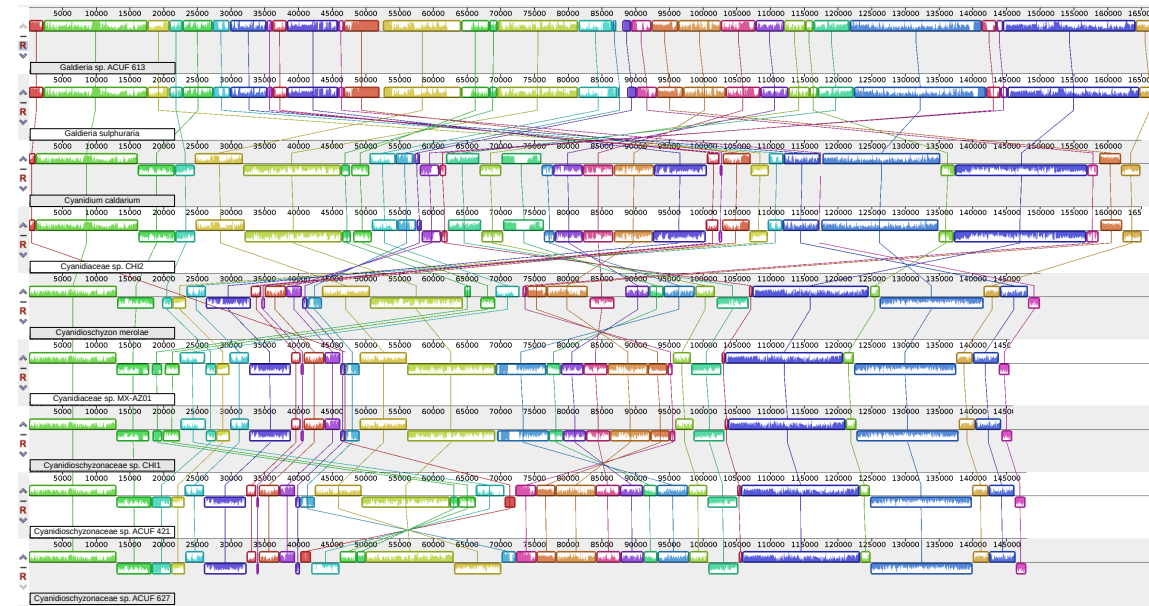 5000 10000 15000 20000 25000 30000 35000 40000 45000 50000 55000 60000 65000 70000 75000 80000 85000 90000 95000 100000 105000 110000 115000 120000 125000 130000 135000 140000 145000 150000 155000 160000 16500
R
Galdieria sp. ACUF 613
5000 10000 15000 20000 25000 30000 35000 40000 45000 50000 55000 60000 65000 70000 75000 80000 85000 90000 95000 100000 105000 110000 115000 120000 125000 130000 135000 140000 145000 150000 155000 160000 16500
R
Galdieria sulphuraria
5000 10000 15000 20000 25000 30000 35000 40000 45000 50000 55000 60000 65000 70000 75000 80000 85000 90000 95000 100000 105000 110000 115000 120000 125000 130000 135000 140000 145000 150000 155000 160000
R
Cyanidium caldarium
5000 10000 15000 20000 25000 30000 35000 40000 45000 50000 55000 60000 65000 70000 75000 80000 85000 90000 95000 100000 105000 110000 115000 120000 125000 130000 135000 140000 145000 150000 155000 160000 165
R
Cyanidiaceae sp. CHI2
5000 10000 15000 20000 25000 30000 35000 40000 45000 50000 55000 60000 65000 70000 75000 80000 85000 90000 95000 100000 105000 110000 115000 120000 125000 130000 135000 140000 145000
R
Cyanidioschyzon merolae
5000 10000 15000 20000 25000 30000 35000 40000 45000 50000 55000 60000 65000 70000 75000 80000 85000 90000 95000 100000 105000 110000 115000 120000 125000 130000 135000 140000 14500
R
Cyanidiaceae sp. MX-AZ01
5000 10000 15000 20000 25000 30000 35000 40000 45000 50000 55000 60000 65000 70000 75000 80000 85000 90000 95000 100000 105000 110000 115000 120000 125000 130000 135000 140000 14500
R
Cyanidioschyzonaceae sp. CHI1
5000 10000 15000 20000 25000 30000 35000 40000 45000 50000 55000 60000 65000 70000 75000 80000 85000 90000 95000 100000 105000 110000 115000 120000 125000 130000 135000 140000 145000
R
Cyanidioschyzonaceae sp. ACUF 421
5000 10000 15000 20000 25000 30000 35000 40000 45000 50000 55000 60000 65000 70000 75000 80000 85000 90000 95000 100000 105000 110000 115000 120000 125000 130000 135000 140000 145000
R
Cyanidioschyzonaceae sp. ACUF 627